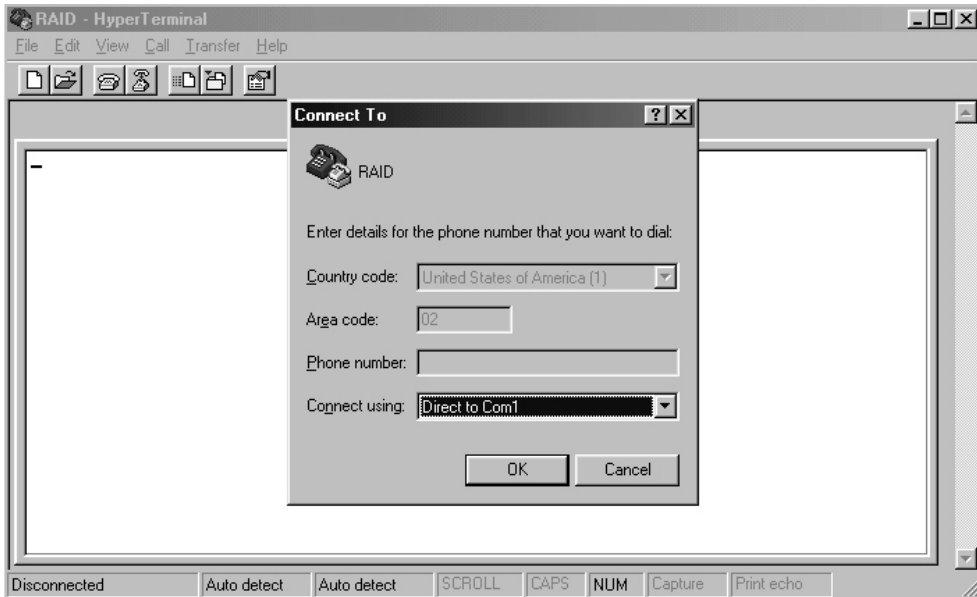 RAID - HyperTerminal
File Edit View Call Transfer Help
Connect To
RAID
Enter details for the phone number that you want to dial:
Country code: United States of America (1)
Area code: 02
Phone number:
Connect using: Direct to Com1
OK Cancel
Disconnected Auto detect Auto detect SCROLL CAPS NUM Capture Print echo